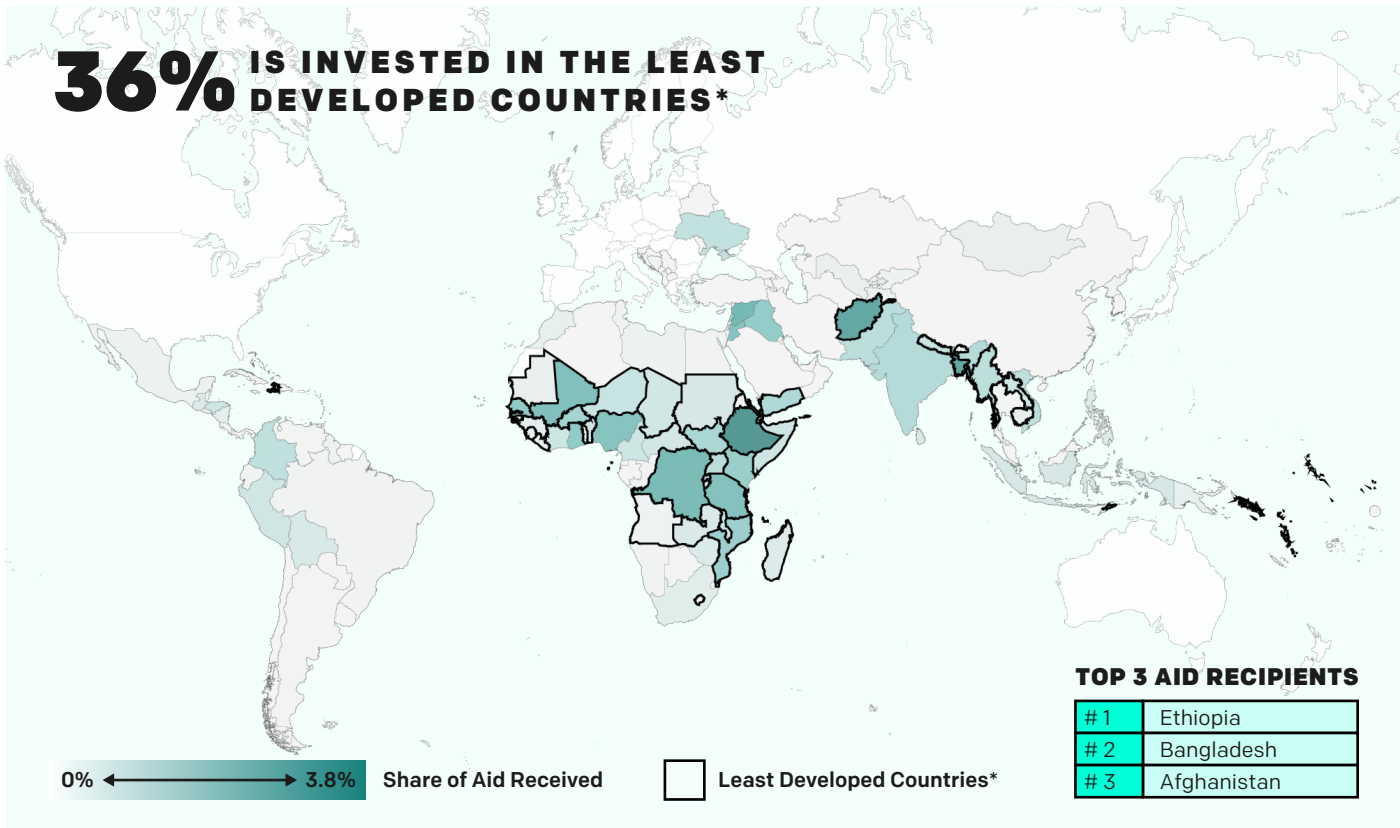 36% IS INVESTED IN THE LEAST
DEVELOPED COUNTRIES*
TOP 3 AID RECIPIENTS
# 1 Ethiopia
# 2 Bangladesh
# 3 Afghanistan
0% 3.8% Share of Aid Received
Least Developed Countries*